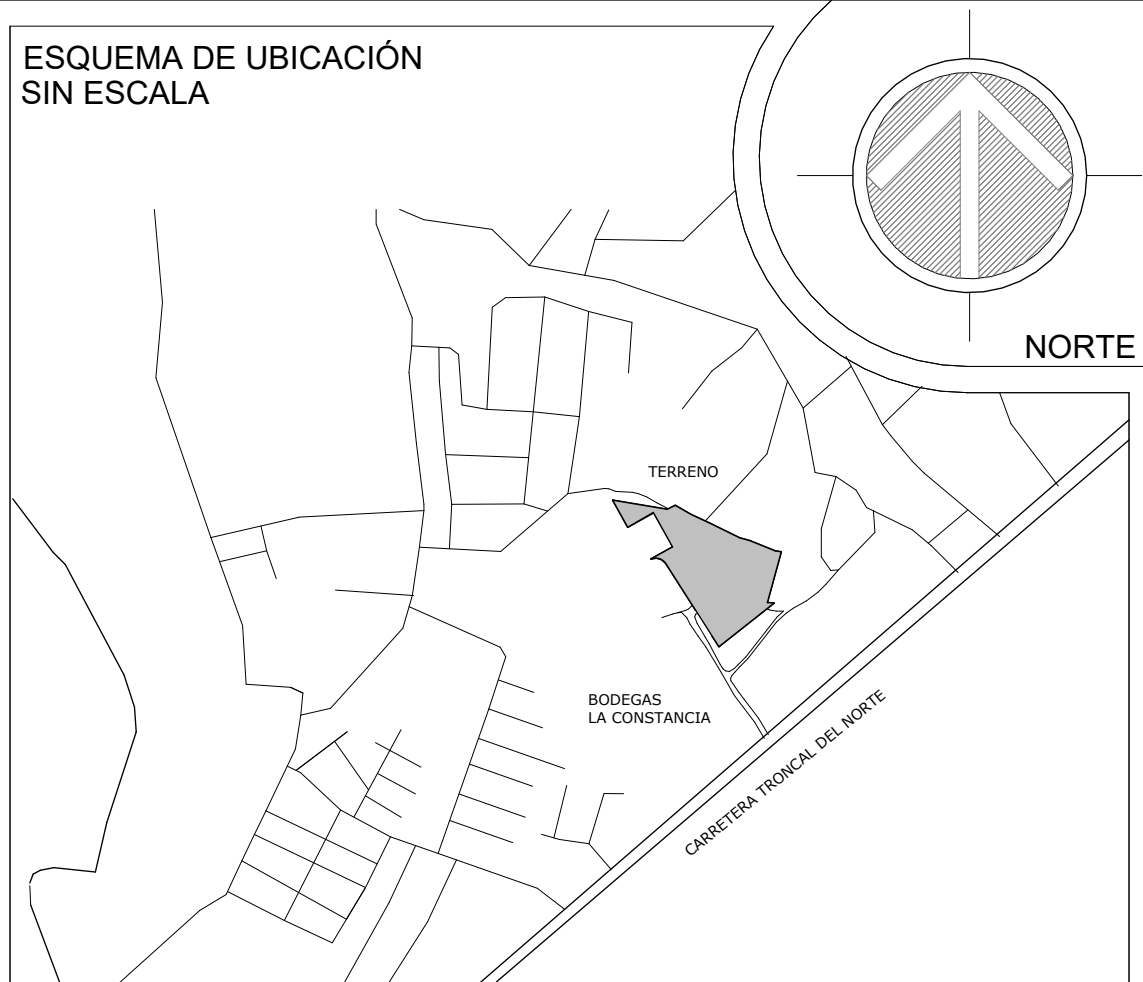 ESQUEMA DE UBICACIÓN
SIN ESCALA
NORTE
TERRENO
BODEGAS
LA CONSTANCIA
CARRETERA TRONCAL DEL NORTE